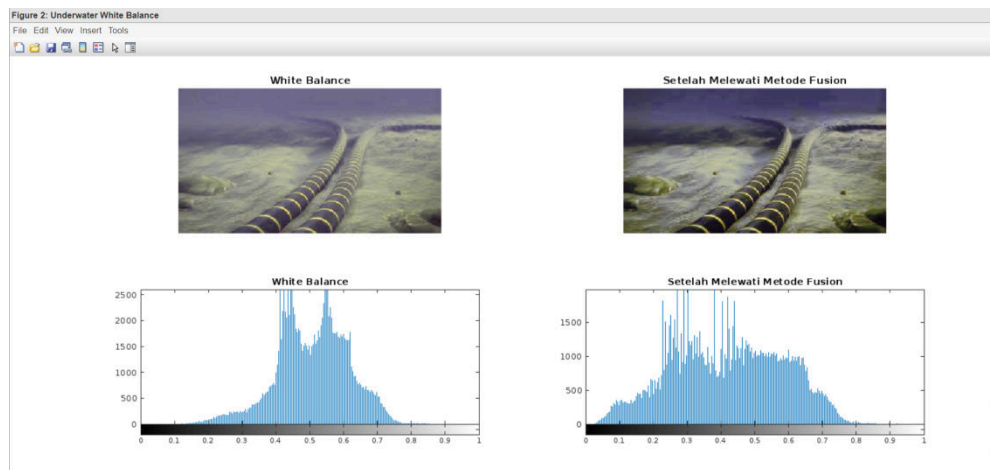 Figure 2: Underwater White Balance
File Edit View Insert Tools
White Balance
Setelah Melewati Metode Fusion
White Balance
2500
2000
1500
1000
500
0
0 0.1 0.2 0.3 0.4 0.5 0.6 0.7 0.8 0.9 1
Setelah Melewati Metode Fusion
1500
1000
500
0
0 0.1 0.2 0.3 0.4 0.5 0.6 0.7 0.8 0.9 1